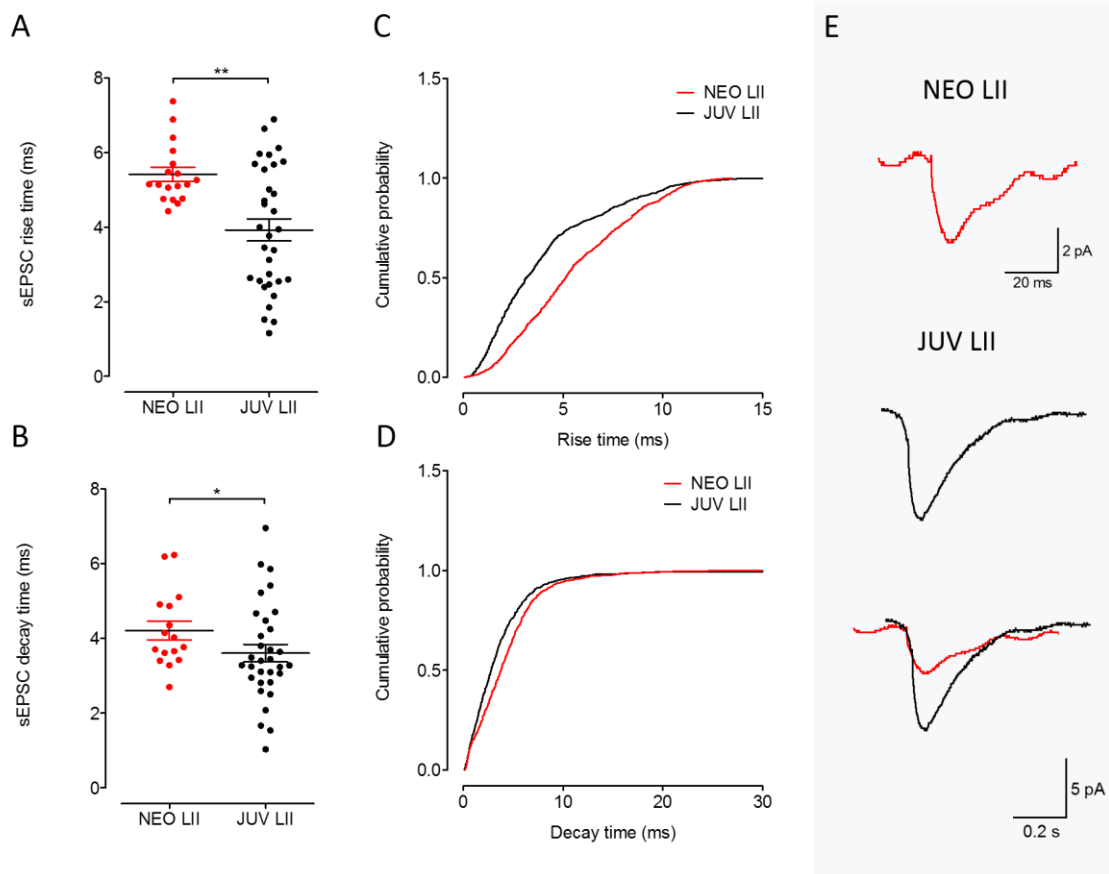 A
sEPSC rise time (ms)
8
6
4
2
0
**
NEO LII
JUV LII
B
sEPSC decay time (ms)
8
6
4
2
0
*
NEO LII
JUV LII
C
Cumulative probability
1.5
1.0
0.5
0.0
NEO LII
JUV LII
0
5
10
15
Rise time (ms)
D
Cumulative probability
1.5
1.0
0.5
0.0
NEO LII
JUV LII
0
10
20
30
Decay time (ms)
E
NEO LII
2 pA
20 ms
JUV LII
5 pA
0.2 s